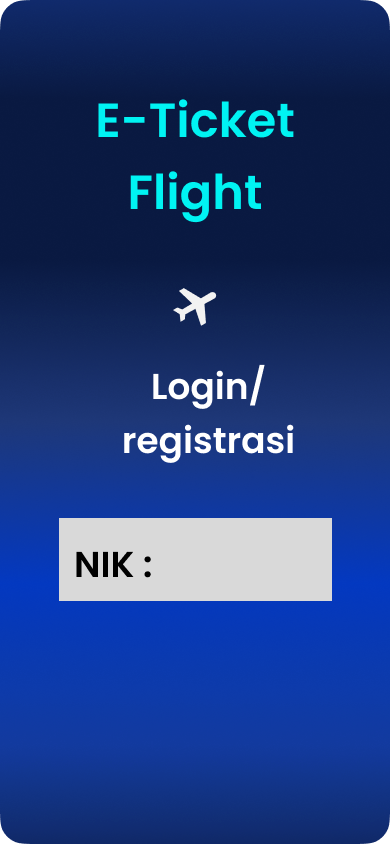 E-Ticket
Flight
Login/
registrasi
NIK :